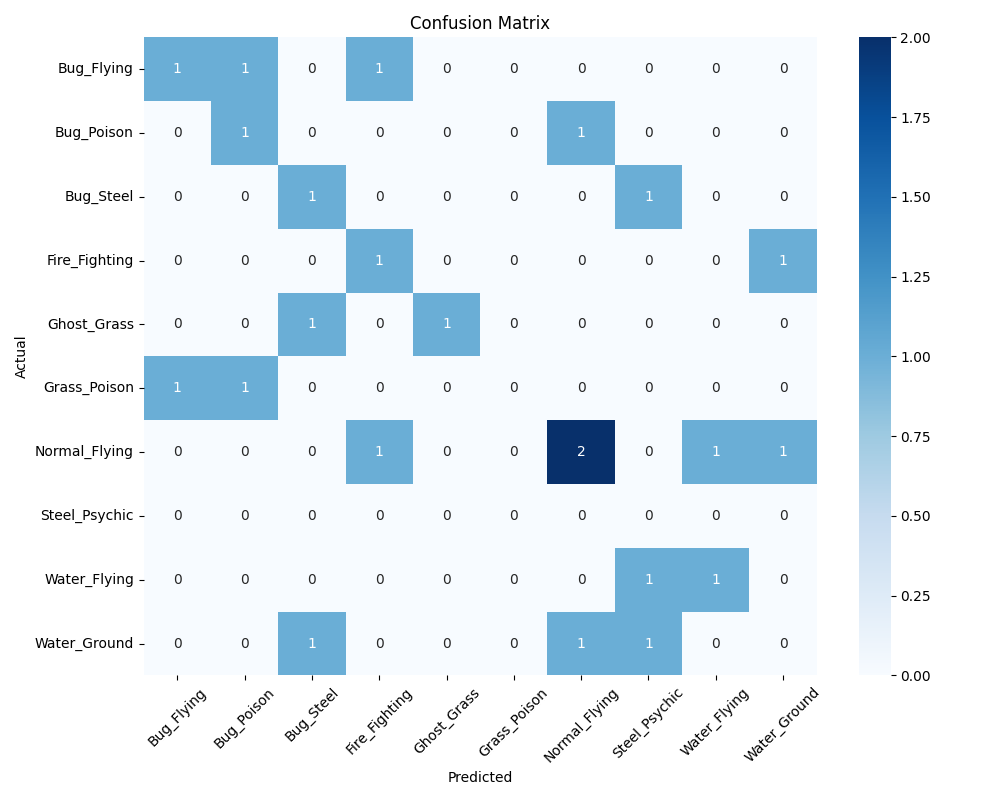 Confusion Matrix
Actual
Bug_Flying 1 1 0 1 0 0 0 0 0 0
Bug_Poison 0 1 0 0 0 0 1 0 0 0
Bug_Steel 0 0 1 0 0 0 0 1 0 0
Fire_Fighting 0 0 0 1 0 0 0 0 0 1
Ghost_Grass 0 0 1 0 1 0 0 0 0 0
Grass_Poison 1 1 0 0 0 0 0 0 0 0
Normal_Flying 0 0 0 1 0 0 2 0 1 1
Steel_Psychic 0 0 0 0 0 0 0 0 0 0
Water_Flying 0 0 0 0 0 0 0 1 1 0
Water_Ground 0 0 1 0 0 0 1 1 0 0
Bug_Flying Bug_Poison Bug_Steel Fire_Fighting Ghost_Grass Grass_Poison Normal_Flying Steel_Psychic Water_Flying Water_Ground
Predicted
2.00
1.75
1.50
1.25
1.00
0.75
0.50
0.25
0.00